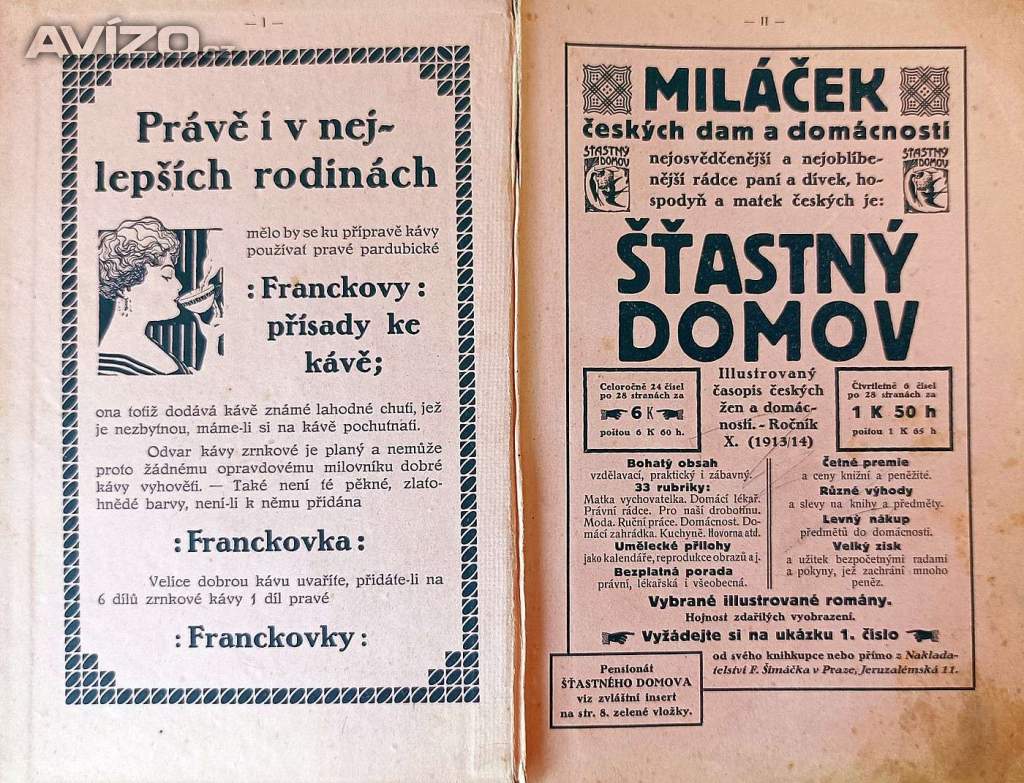 AVÍZO.cz
— I —
Právě i v nej-
lepších rodinách
mělo by se ku přípravě kávy
používat pravé pardubické
: Franckovy :
přísady ke
kávě;
ona totiž dodává kávě známé lahodné chuti, jež
je nezbytnou, máme-li si na kávě pochutnati.
Odvar kávy zrnkové je planý a nemůže
proto žádnému opravdovému milovníku dobré
kávy vyhověti. — Také není té pěkné, zlato-
hnědé barvy, není-li k němu přidána
: Franckovka :
Velice dobrou kávu uvaříte, přidáte-li na
6 dílů zrnkové kávy 1 díl pravé
: Franckovky :
— II —
MILÁČEK
českých dam a domácností
ŠŤASTNÝ
DOMOV
nejosvědčenější a nejoblíbe-
nější rádce paní a dívek, ho-
spodyň a matek českých je:
ŠŤASTNÝ
DOMOV
ŠŤASTNÝ
DOMOV
Celoročně 24 čísel
po 28 stranách za
6 K
poštou 6 K 60 h.
Illustrovaný
časopis českých
žen a domác-
ností. - Ročník
X. (1913/14)
Čtvrtletně 6 čísel
po 28 stranách za
1 K 50 h
poštou 1 K 65 h.
Bohatý obsah
vzdělavací, praktický i zábavný.
33 rubriky:
Matka vychovatelka. Domácí lékař.
Právní rádce. Pro naši drobotinu.
Moda. Ruční práce. Domácnost. Do-
mácí zahrádka. Kuchyně. Hovorna atd.
Umělecké přílohy
jako kalendáře, reprodukce obrazů a j.
Bezplatná porada
právní, lékařská i všeobecná.
Četné premie
a ceny knižní a peněžité.
Různé výhody
a slevy na knihy a předměty.
Levný nákup
předmětů do domácnosti.
Velký zisk
a užitek bezpočetnými radami
a pokyny, jež zachrání mnoho
peněz.
Vybrané illustrované romány.
Hojnost zdařilých vyobrazení.
Vyžádejte si na ukázku 1. číslo
od svého knihkupce nebo přímo z Naklada-
telství F. Šimáčka v Praze, Jeruzalémská 11.
Pensionát
ŠŤASTNÉHO DOMOVA
viz zvláštní insert
na str. 8. zelené vložky.